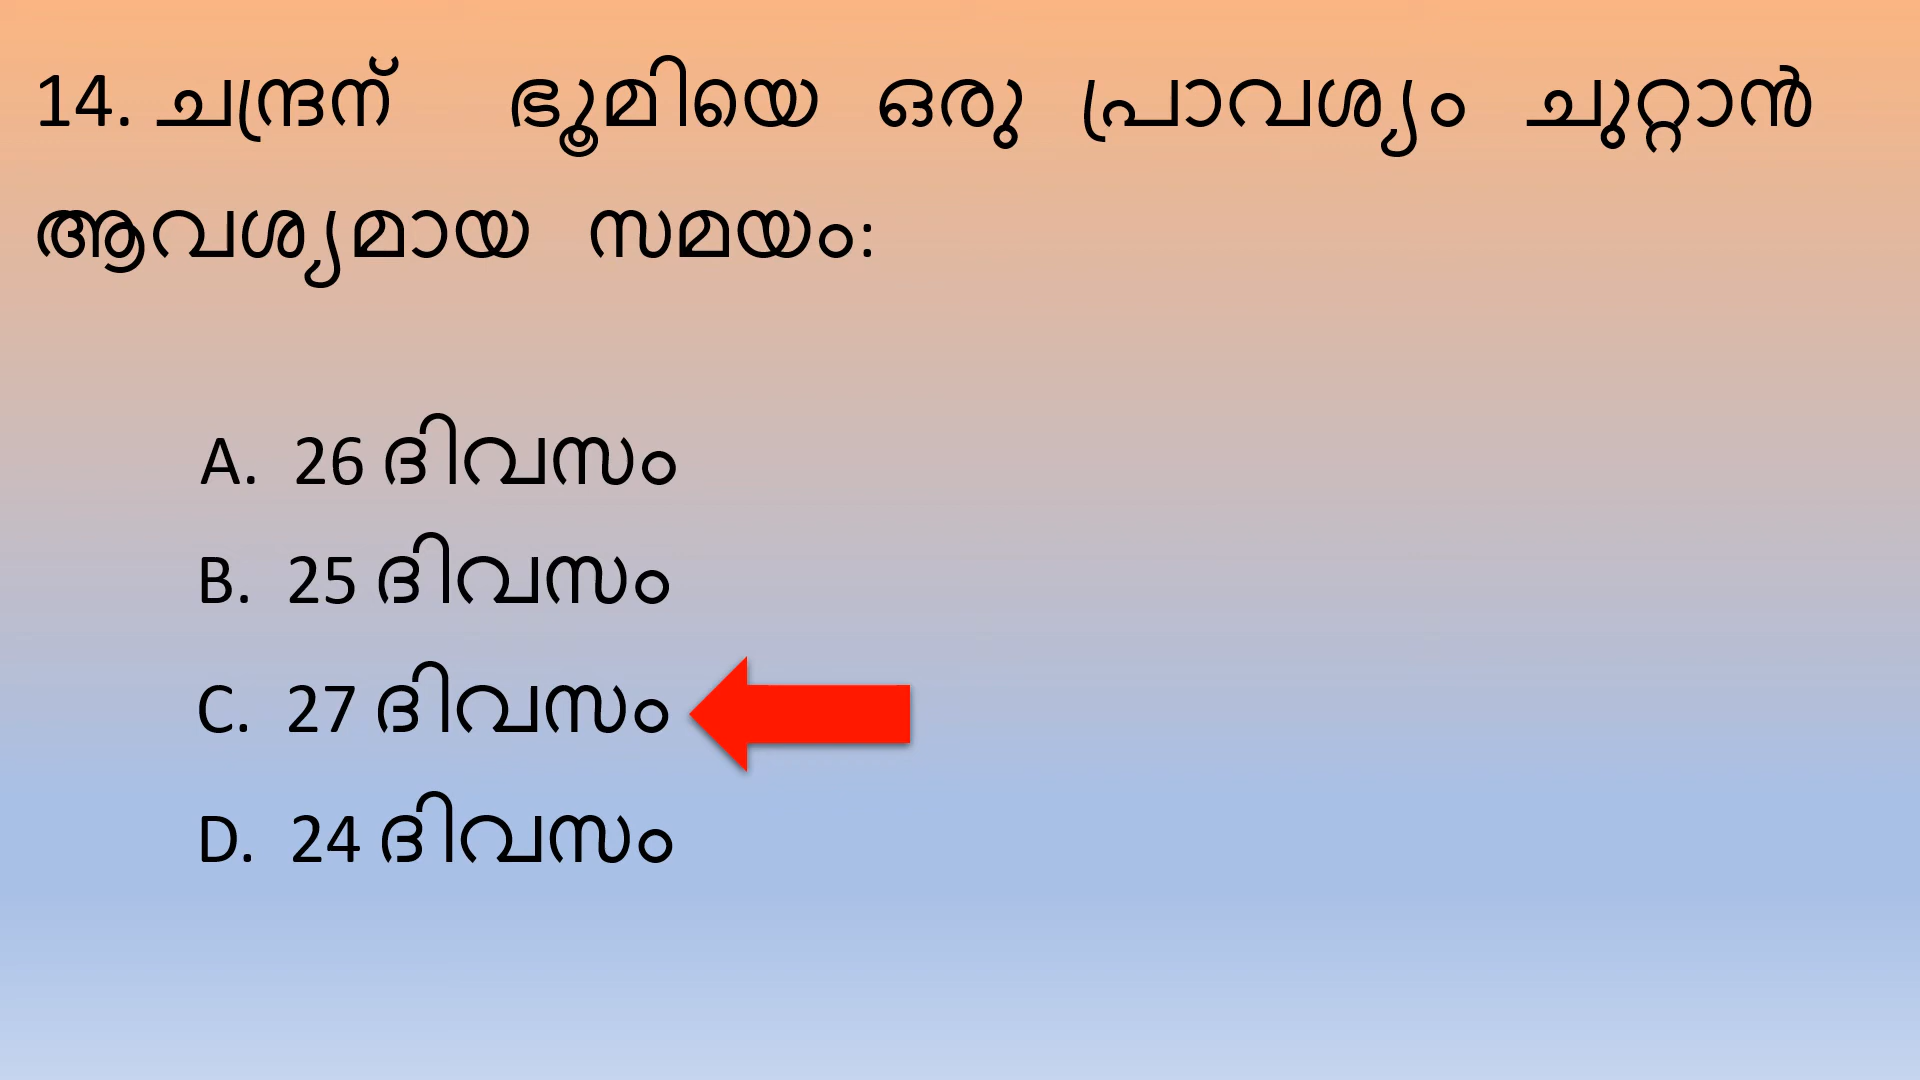 14. ചന്ദ്രന് ഭൂമിയെ ഒരു പ്രാവശ്യം ചുറ്റാൻ
ആവശ്യമായ സമയം:
A. 26 ദിവസം
B. 25 ദിവസം
C. 27 ദിവസം
D. 24 ദിവസം